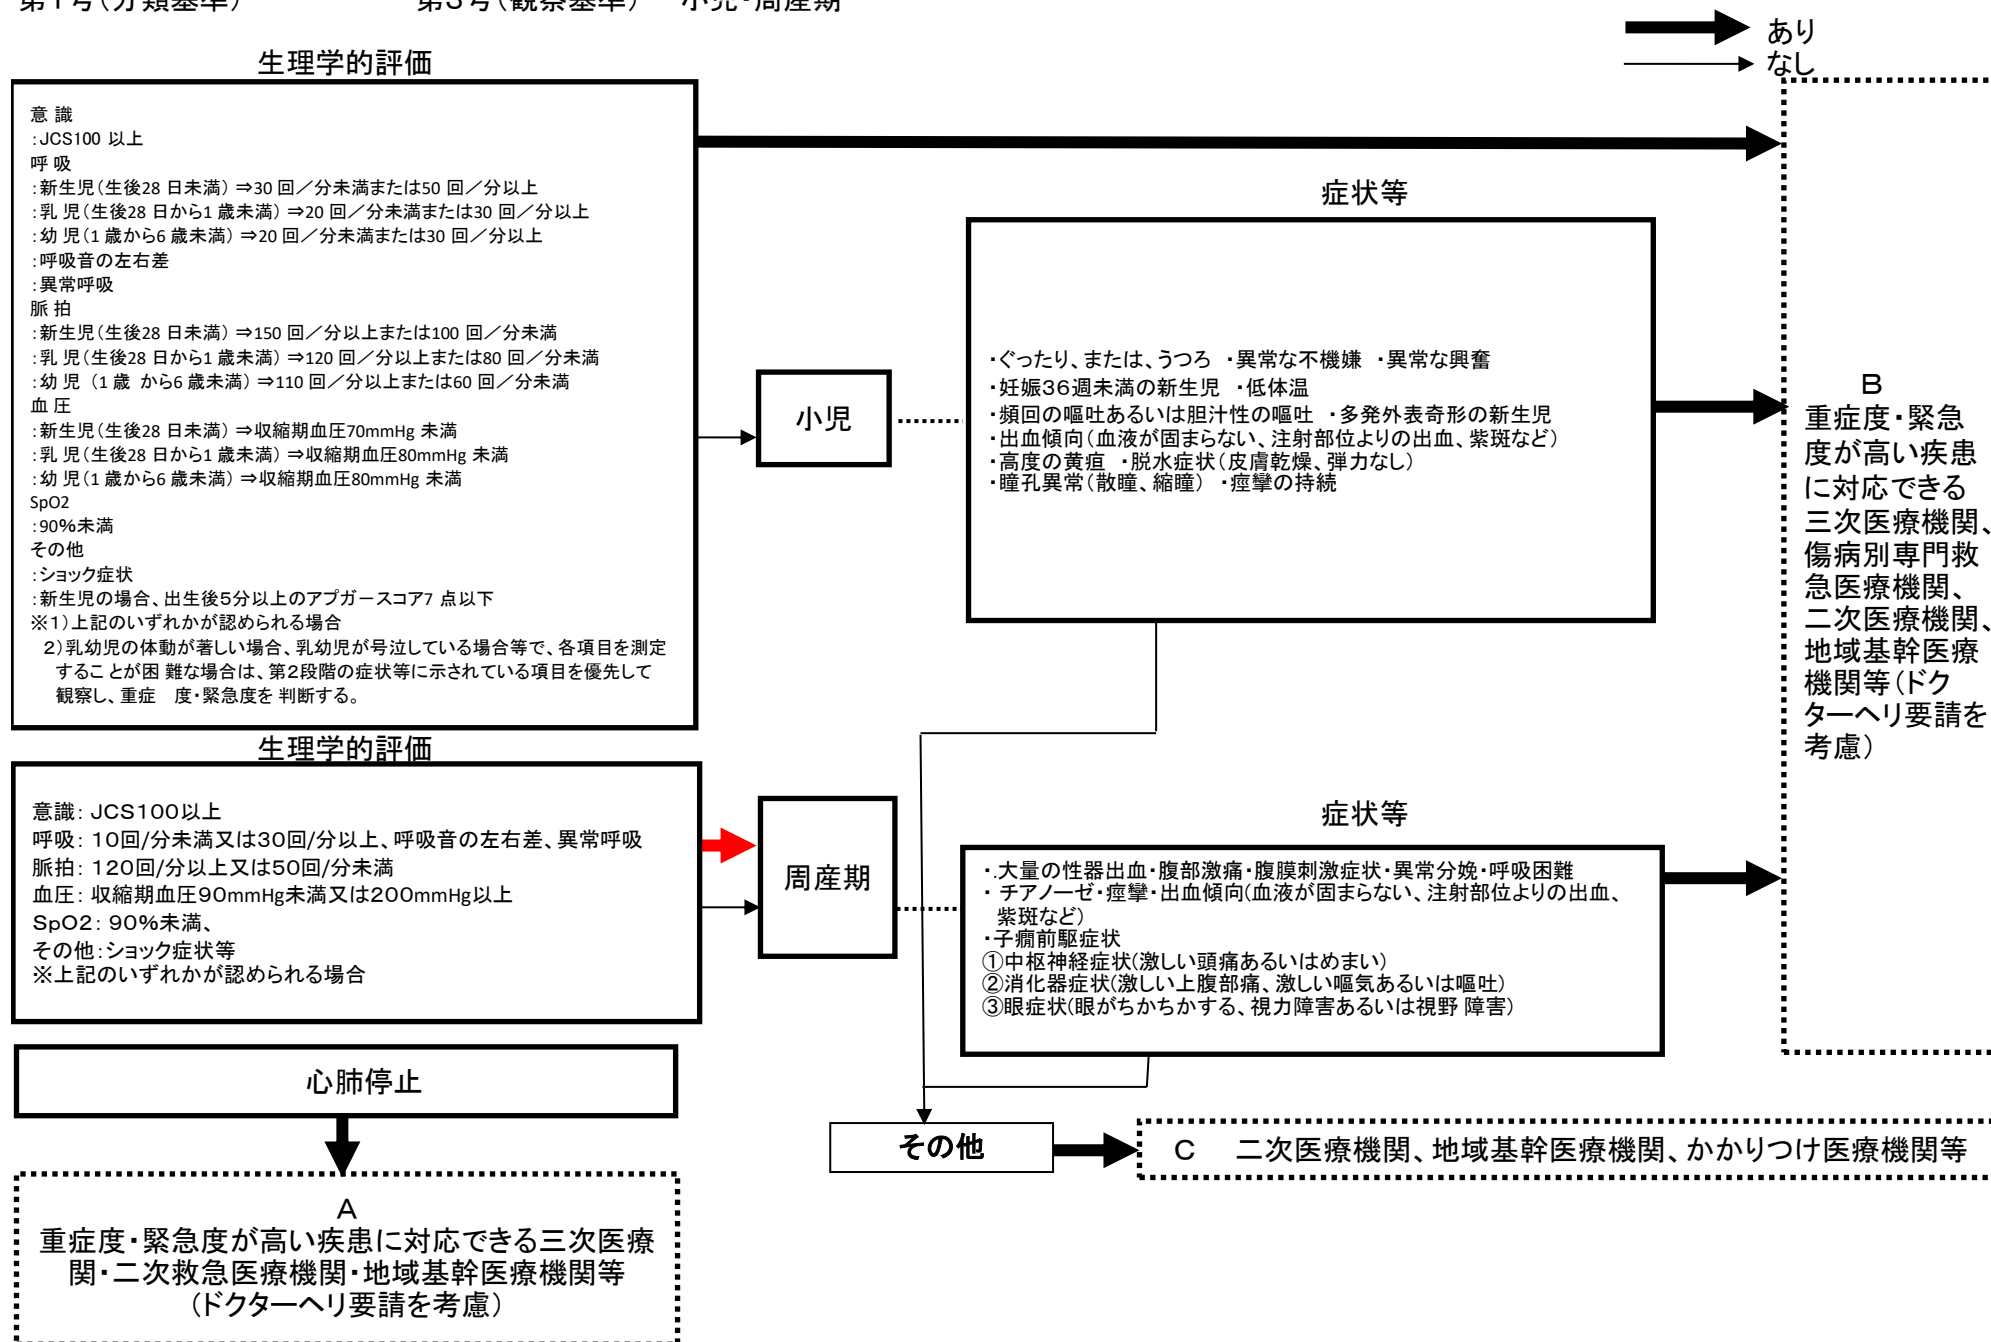 第1号(分類基準) 第3号(観察基準) 小児・周産期
あり
なし
生理学的評価
意 識
:JCS100 以上
呼 吸
:新生児(生後28 日未満) ⇒30 回/分未満または50 回/分以上
:乳 児(生後28 日から1 歳未満) ⇒20 回/分未満または30 回/分以上
:幼 児(1 歳から6 歳未満) ⇒20 回/分未満または30 回/分以上
:呼吸音の左右差
:異常呼吸
脈 拍
:新生児(生後28 日未満) ⇒150 回/分以上または100 回/分未満
:乳 児(生後28 日から1 歳未満) ⇒120 回/分以上または80 回/分未満
:幼 児 (1 歳 から6 歳未満) ⇒110 回/分以上または60 回/分未満
血 圧
:新生児(生後28 日未満) ⇒収縮期血圧70mmHg 未満
:乳 児(生後28 日から1 歳未満) ⇒収縮期血圧80mmHg 未満
:幼 児(1 歳から6 歳未満) ⇒収縮期血圧80mmHg 未満
SpO2
:90%未満
その他
:ショック症状
:新生児の場合、出生後5分以上のアプガースコア7 点以下
※1)上記のいずれかが認められる場合
2)乳幼児の体動が著しい場合、乳幼児が号泣している場合等で、各項目を測定
することが困 難な場合は、第2段階の症状等に示されている項目を優先して
観察し、重症 度・緊急度を 判断する。
小児
症状等
・ぐったり、または、うつろ ・異常な不機嫌 ・異常な興奮
・妊娠36週未満の新生児 ・低体温
・頻回の嘔吐あるいは胆汁性の嘔吐 ・多発外表奇形の新生児
・出血傾向(血液が固まらない、注射部位よりの出血、紫斑など)
・高度の黄疸 ・脱水症状(皮膚乾燥、弾力なし)
・瞳孔異常(散瞳、縮瞳) ・痙攣の持続
B
重症度・緊急
度が高い疾患
に対応できる
三次医療機関、
傷病別専門救
急医療機関、
二次医療機関、
地域基幹医療
機関等(ドク
ターヘリ要請を
考慮)
生理学的評価
意識: JCS100以上
呼吸: 10回/分未満又は30回/分以上、呼吸音の左右差、異常呼吸
脈拍: 120回/分以上又は50回/分未満
血圧: 収縮期血圧90mmHg未満又は200mmHg以上
SpO2: 90%未満、
その他:ショック症状等
※上記のいずれかが認められる場合
周産期
症状等
・.大量の性器出血・腹部激痛・腹膜刺激症状・異常分娩・呼吸困難
・ チアノーゼ・痙攣・出血傾向(血液が固まらない、注射部位よりの出血、
紫斑など)
・子癇前駆症状
①中枢神経症状(激しい頭痛あるいはめまい)
②消化器症状(激しい上腹部痛、激しい嘔気あるいは嘔吐)
③眼症状(眼がちかちかする、視力障害あるいは視野 障害)
心肺停止
A
重症度・緊急度が高い疾患に対応できる三次医療
関・二次救急医療機関・地域基幹医療機関等
(ドクターヘリ要請を考慮)
その他
C 二次医療機関、地域基幹医療機関、かかりつけ医療機関等